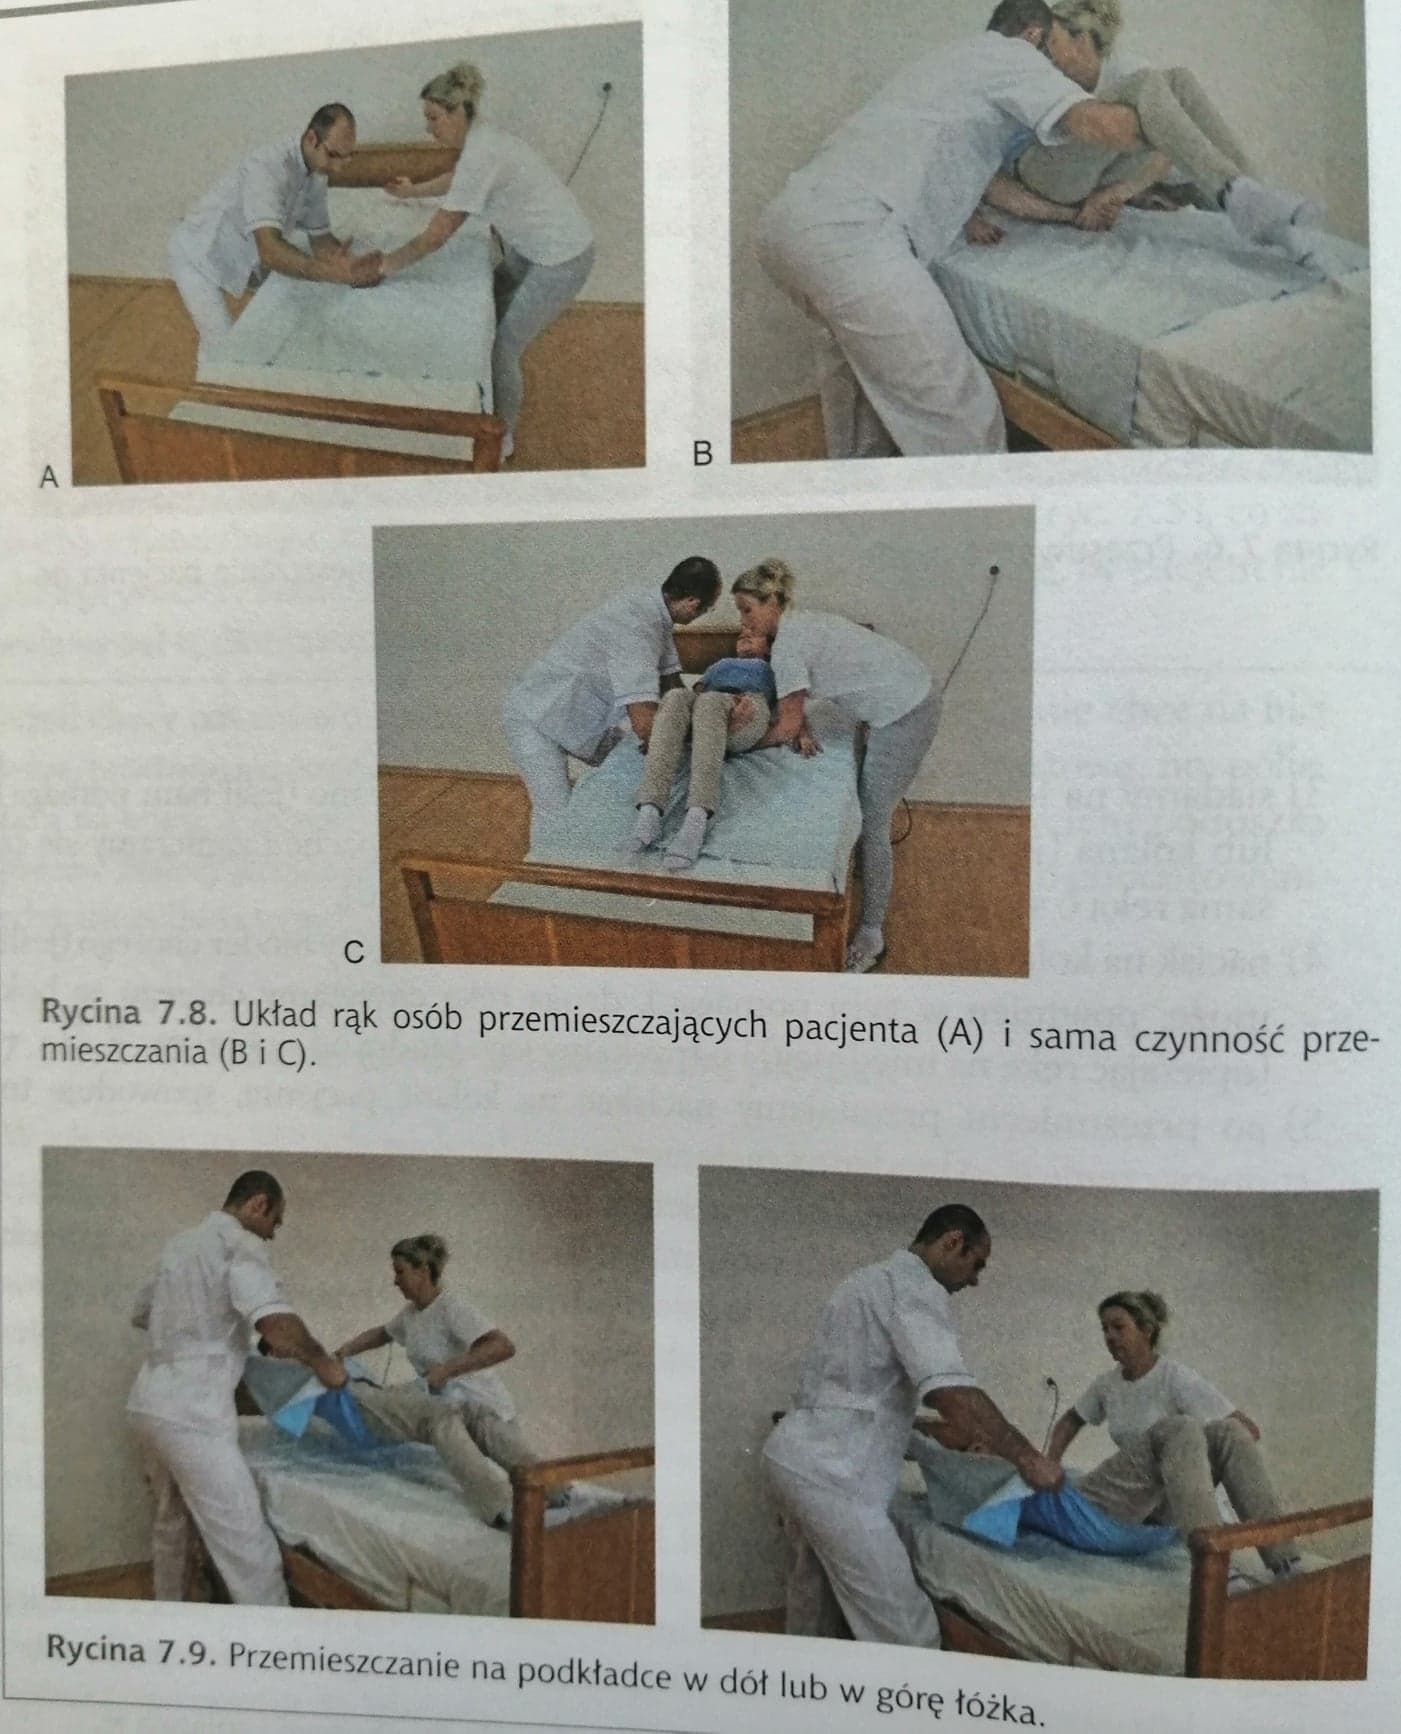 A
B
C
Rycina 7.8. Układ rąk osób przemieszczających pacjenta (A) i sama czynność prze-
mieszczania (B i C).
Rycina 7.9. Przemieszczanie na podkładce w dół lub w górę łóżka.